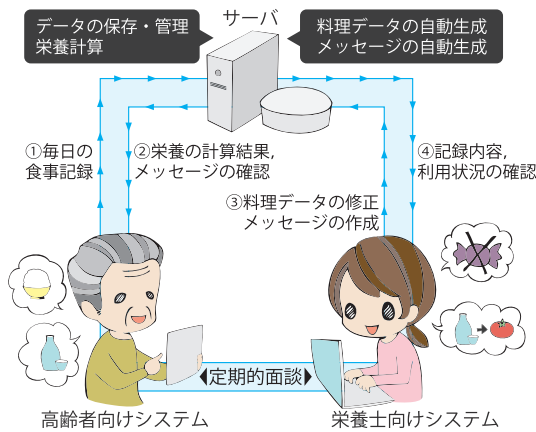 サーバ
データの保存・管理
栄養計算
料理データの自動生成
メッセージの自動生成
①毎日の
食事記録
②栄養の計算結果,
メッセージの確認
③料理データの修正
メッセージの作成
④記録内容,
利用状況の確認
定期的面談
高齢者向けシステム
栄養士向けシステム